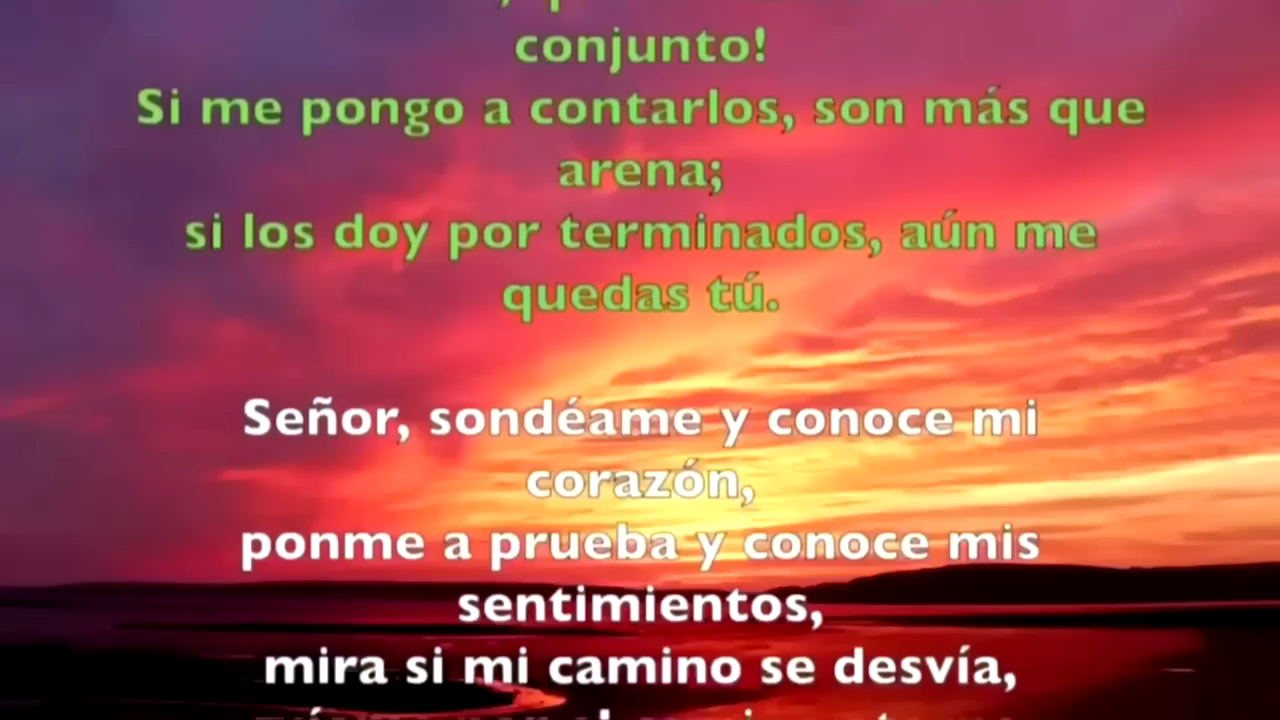 conjunto!
Si me pongo a contarlos, son más que
arena;
si los doy por terminados, aún me
quedas tú.
Señor, sondéame y conoce mi
corazón,
ponme a prueba y conoce mis
sentimientos,
mira si mi camino se desvía,